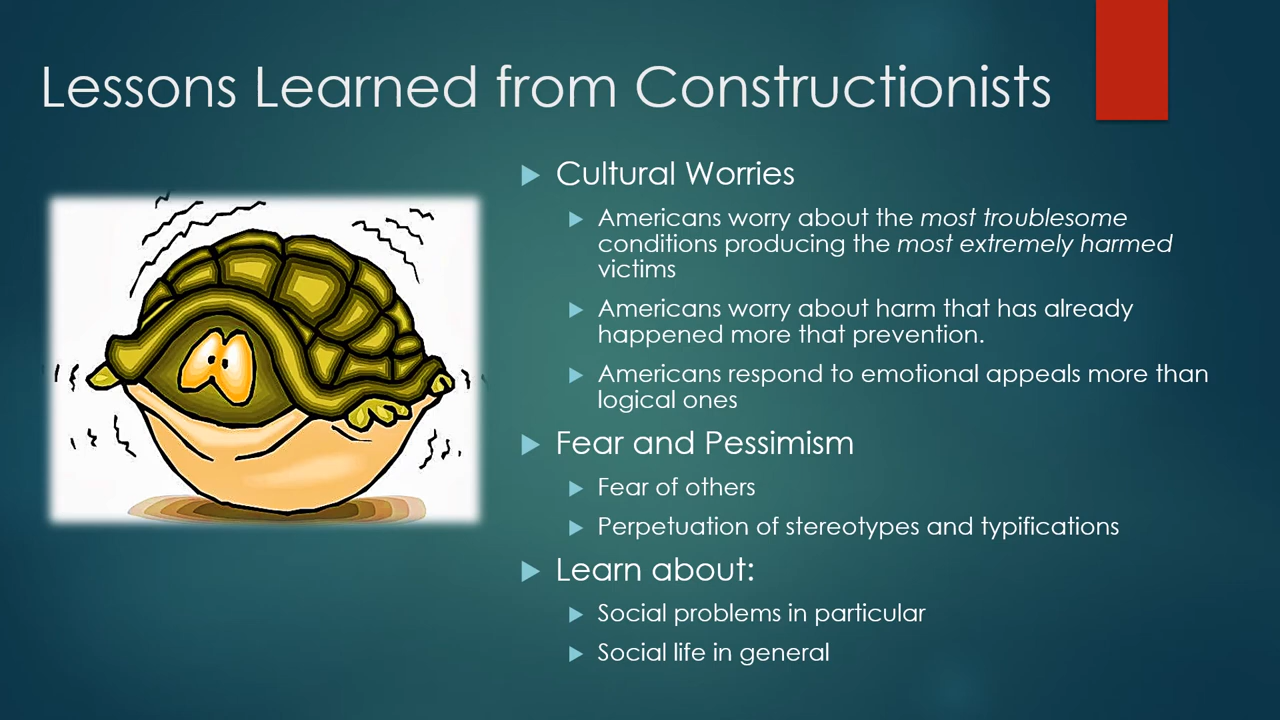 Lessons Learned from Constructionists
Cultural Worries
Americans worry about the most troublesome
conditions producing the most extremely harmed
victims
Americans worry about harm that has already
happened more that prevention.
Americans respond to emotional appeals more than
logical ones
Fear and Pessimism
Fear of others
Perpetuation of stereotypes and typifications
Learn about:
Social problems in particular
Social life in general